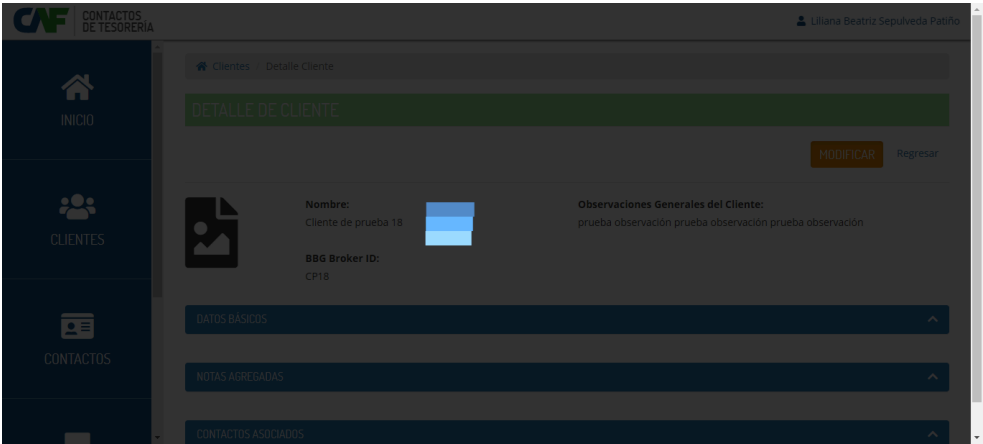 CAF CONTACTOS
DE TESORERÍA
Liliana Beatriz Sepulveda Patiño
Clientes / Detalle Cliente
INICIO
DETALLE DE CLIENTE
MODIFICAR Regresar
CLIENTES
Nombre:
Cliente de prueba 18
Observaciones Generales del Cliente:
prueba observación prueba observación prueba observación
BBG Broker ID:
CP18
DATOS BÁSICOS
CONTACTOS
NOTAS AGREGADAS
CONTACTOS ASOCIADOS